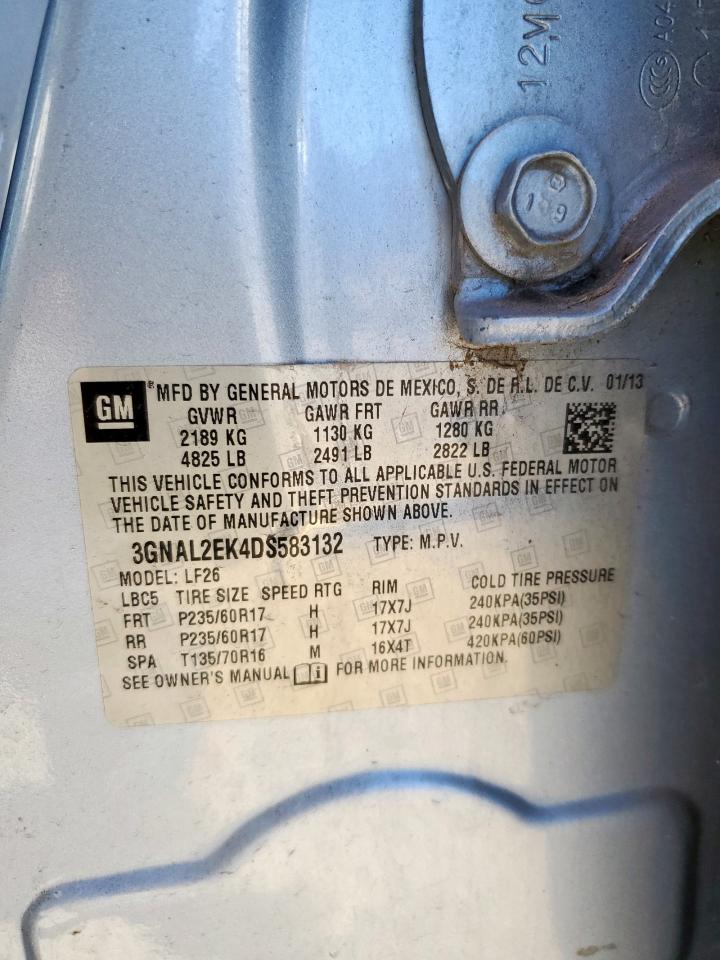 12MC
A04
CCC
109
GM ® MFD BY GENERAL MOTORS DE MEXICO, S. DE R.L. DE C.V. 01/13
GVWR GAWR FRT GAWR RR
2189 KG 1130 KG 1280 KG
4825 LB 2491 LB 2822 LB
THIS VEHICLE CONFORMS TO ALL APPLICABLE U.S. FEDERAL MOTOR
VEHICLE SAFETY AND THEFT PREVENTION STANDARDS IN EFFECT ON
THE DATE OF MANUFACTURE SHOWN ABOVE.
3GNAL2EK4DS583132 TYPE: M.P.V.
MODEL: LF26
LBC5 TIRE SIZE SPEED RTG RIM COLD TIRE PRESSURE
FRT P235/60R17 H 17X7J 240KPA(35PSI)
RR P235/60R17 H 17X7J 240KPA(35PSI)
SPA T135/70R16 M 16X4T 420KPA(60PSI)
SEE OWNER'S MANUAL i FOR MORE INFORMATION.